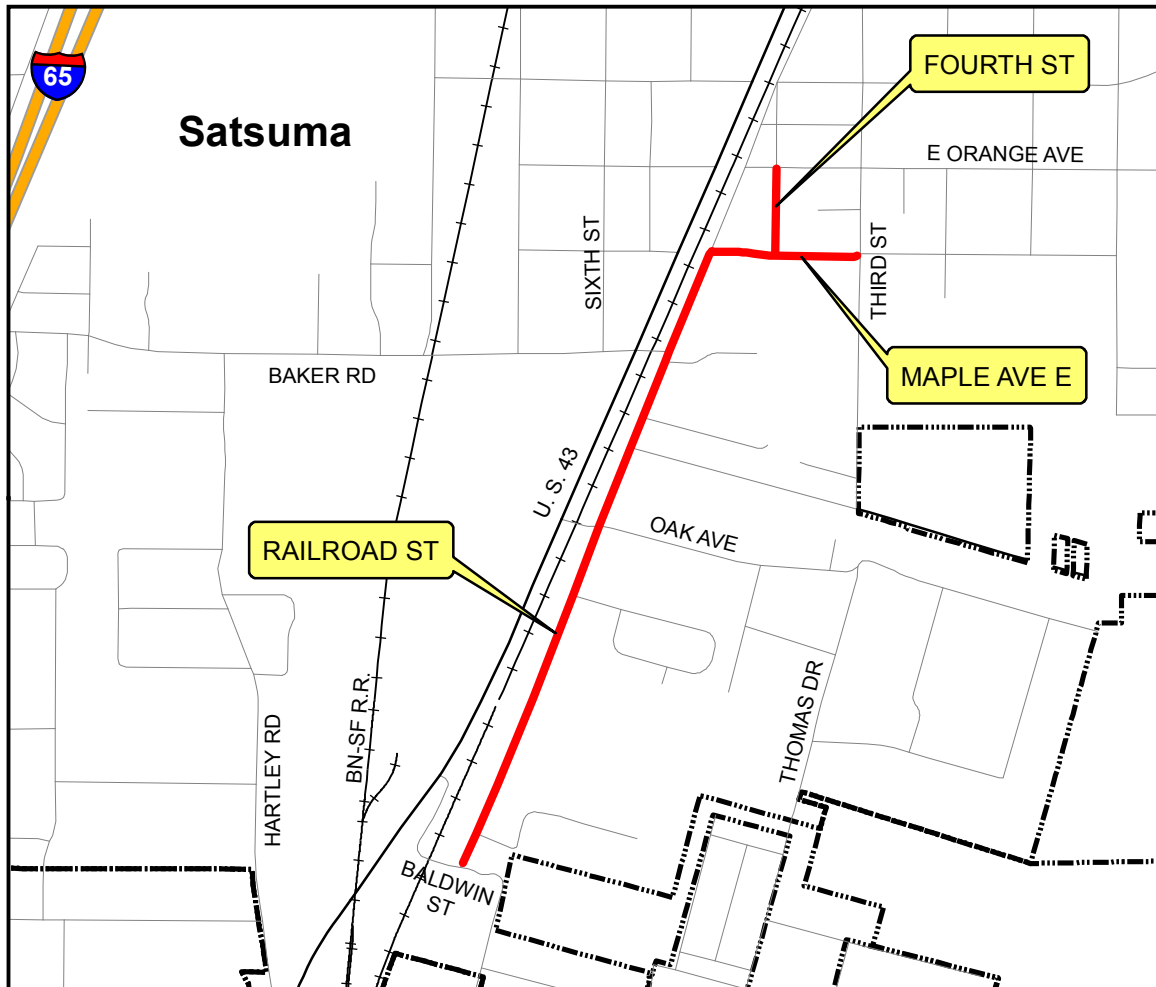 65
Satsuma
FOURTH ST
E ORANGE AVE
SIXTH ST
THIRD ST
BAKER RD
MAPLE AVE E
U. S. 43
RAILROAD ST
OAK AVE
HARTLEY RD
BN-SF R.R.
THOMAS DR
BALDWIN
ST